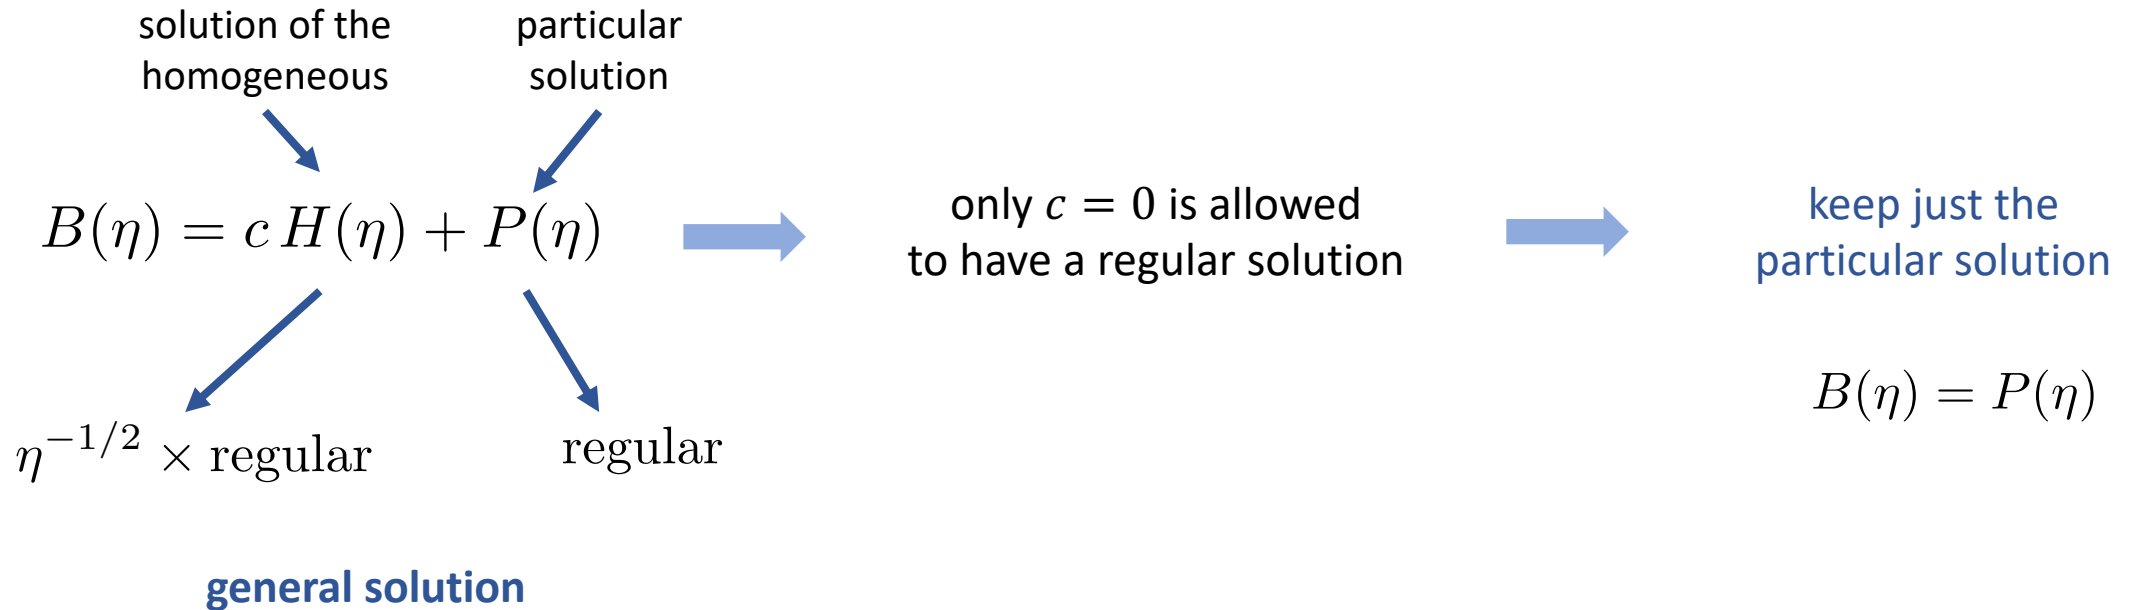 solution of the
homogeneous
particular
solution
B(η) = c H(η) + P(η)
η^{-1/2} × regular
regular
general solution
only c = 0 is allowed
to have a regular solution
keep just the
particular solution
B(η) = P(η)